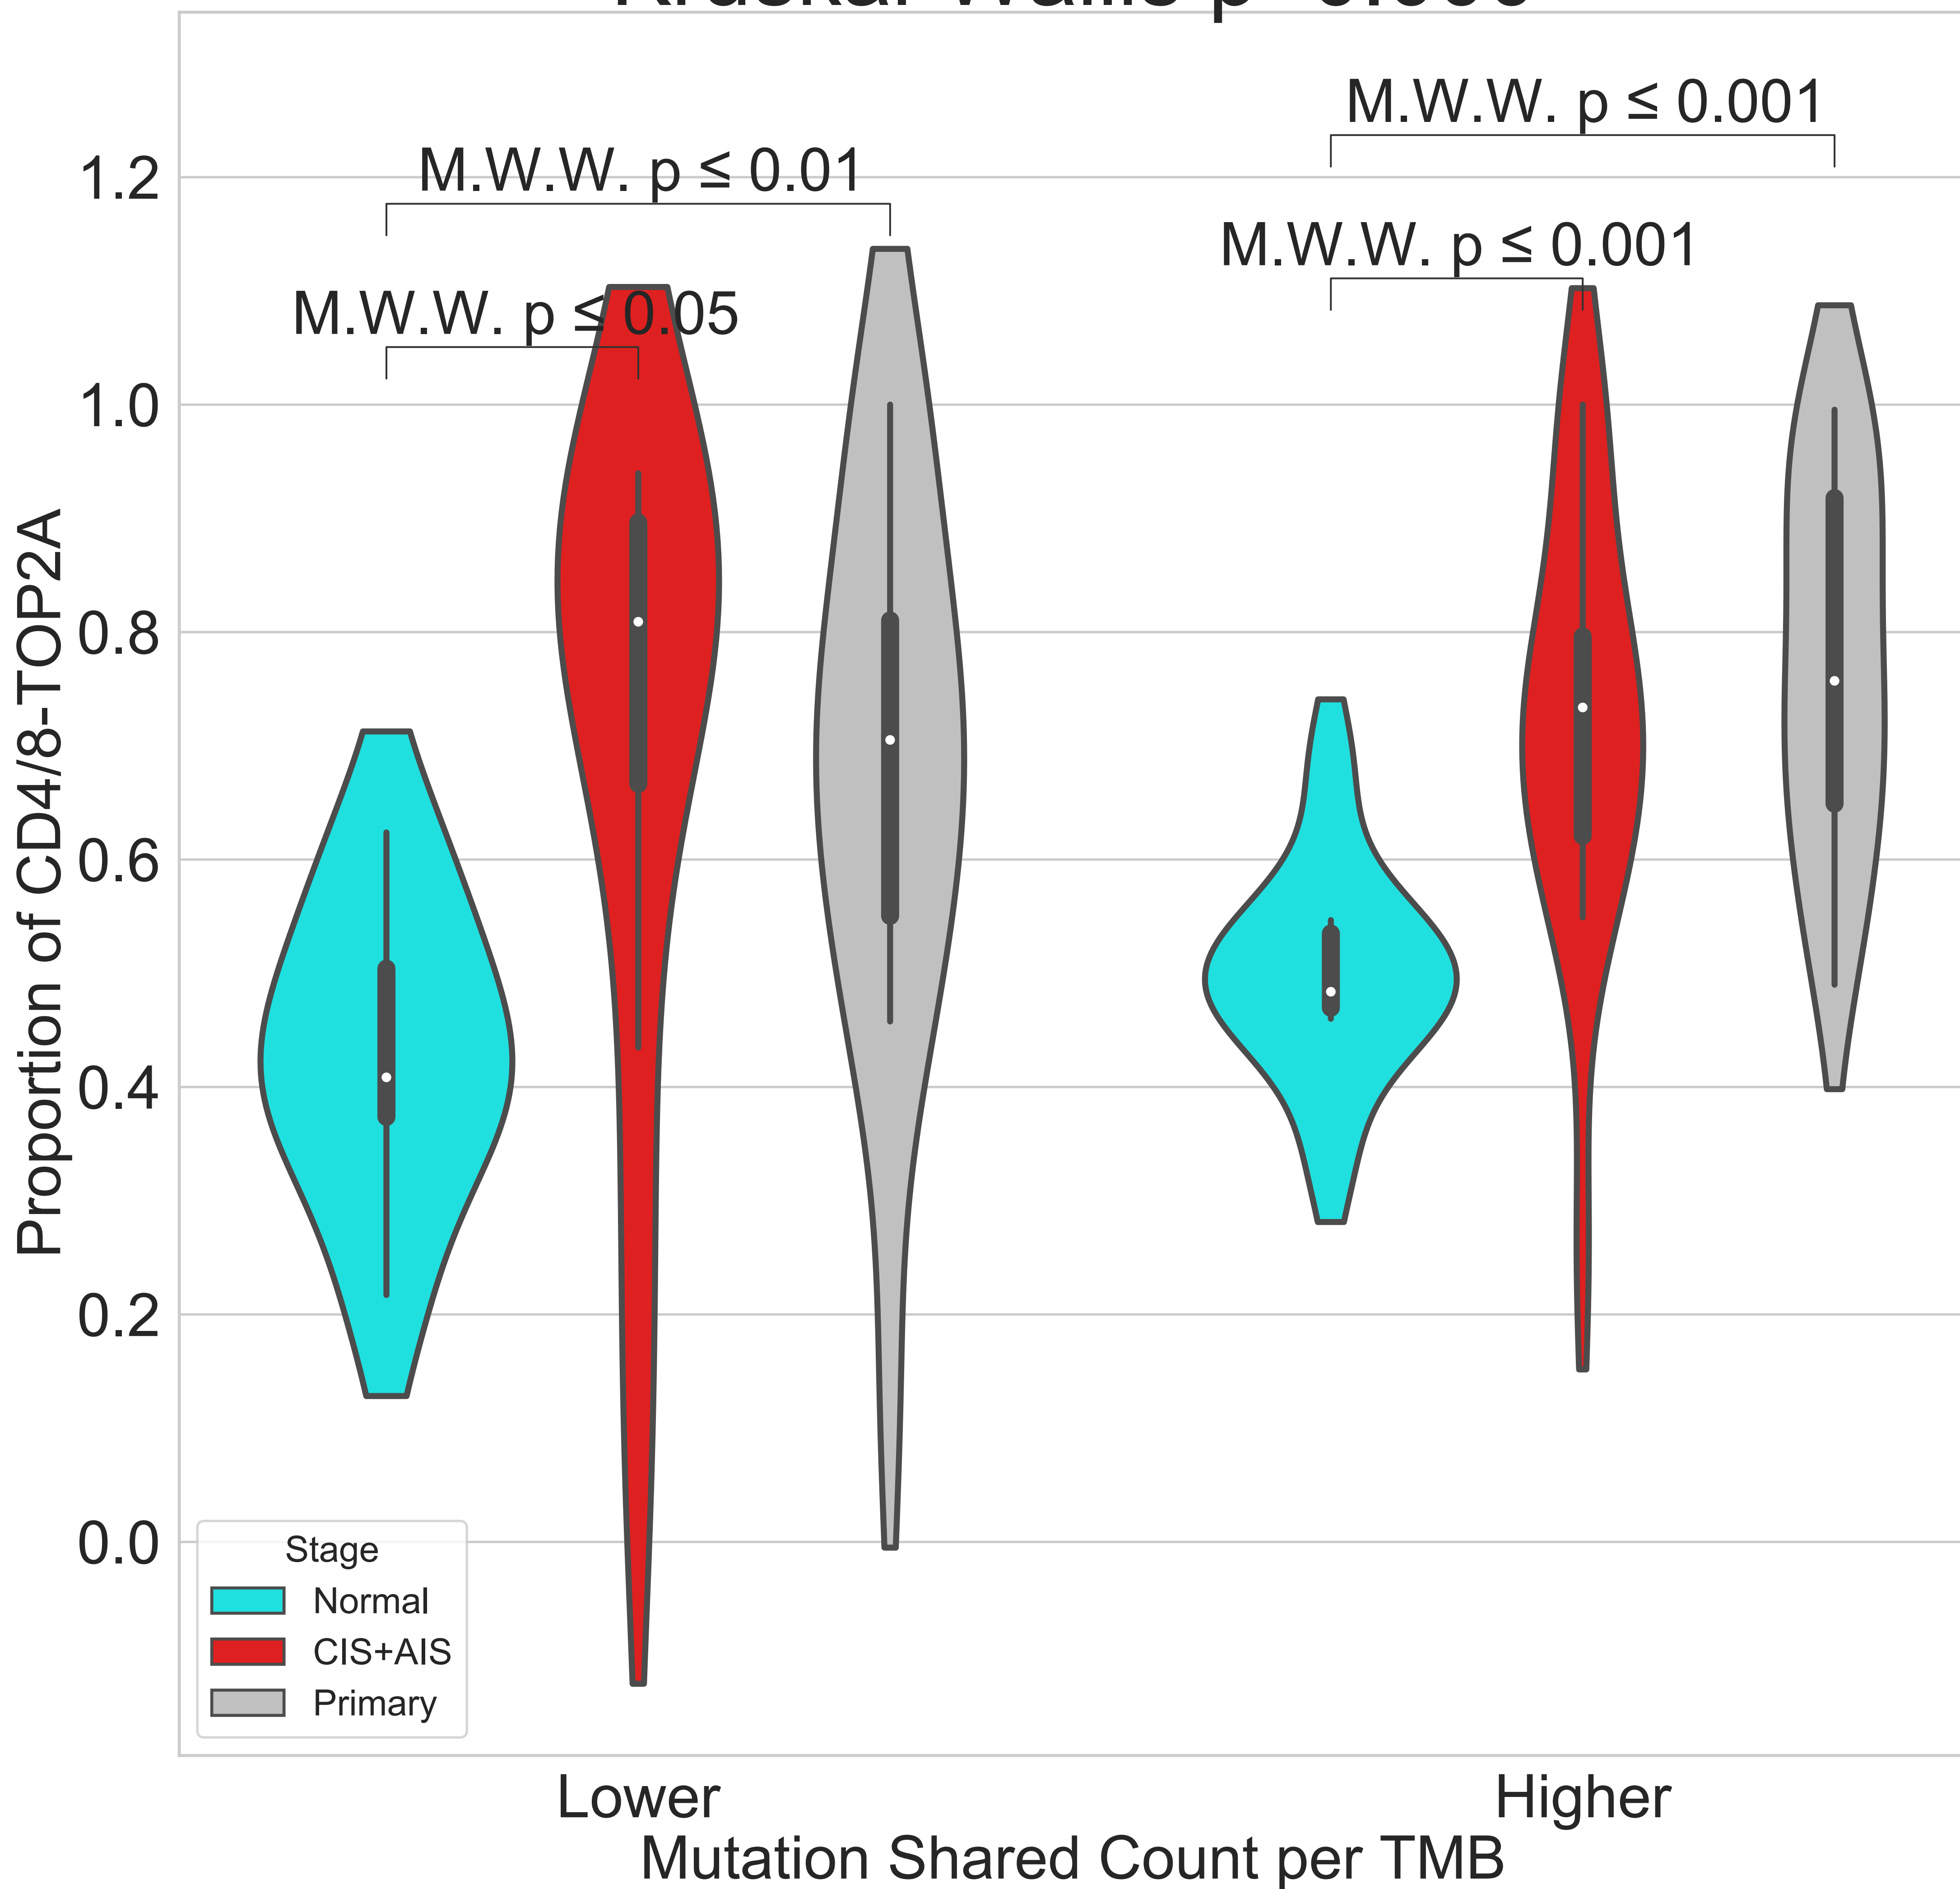 M.W.W. p ≤ 0.001
M.W.W. p ≤ 0.01
M.W.W. p ≤ 0.001
M.W.W. p ≤ 0.05
1.2
1.0
0.8
0.6
0.4
0.2
0.0
Proportion of CD4/8-TOP2A
Stage
Normal
CIS+AIS
Primary
Lower
Higher
Mutation Shared Count per TMB